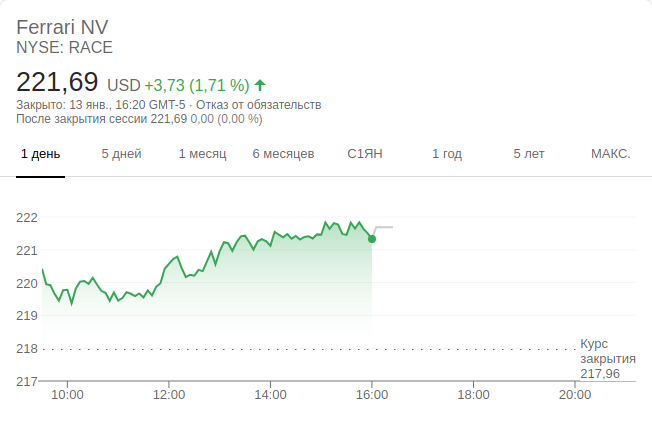 Ferrari NV
NYSE: RACE
221,69 USD +3,73 (1,71 %)
Закрыто: 13 янв., 16:20 GMT-5 · Отказ от обязательств
После закрытия сессии 221,69 0,00 (0,00 %)
1 день 5 дней 1 месяц 6 месяцев С1ЯН 1 год 5 лет МАКС.
222
221
220
219
218
Курс
закрытия
217,96
217
10:00 12:00 14:00 16:00 18:00 20:00